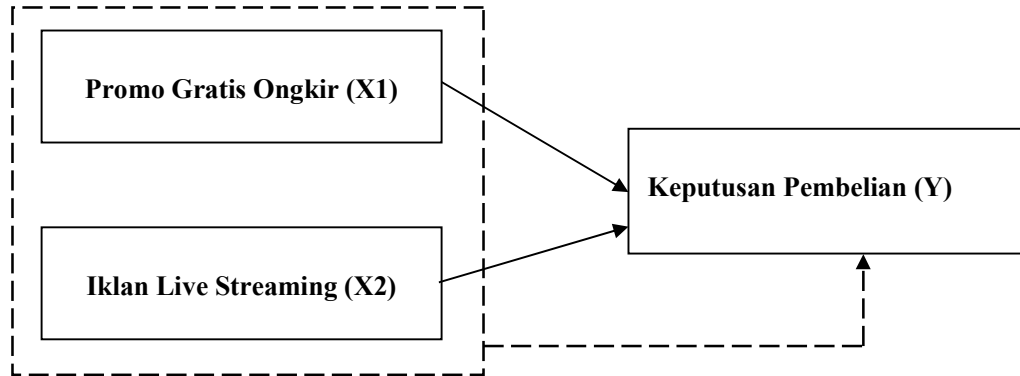 Promo Gratis Ongkir (X1)
Keputusan Pembelian (Y)
Iklan Live Streaming (X2)